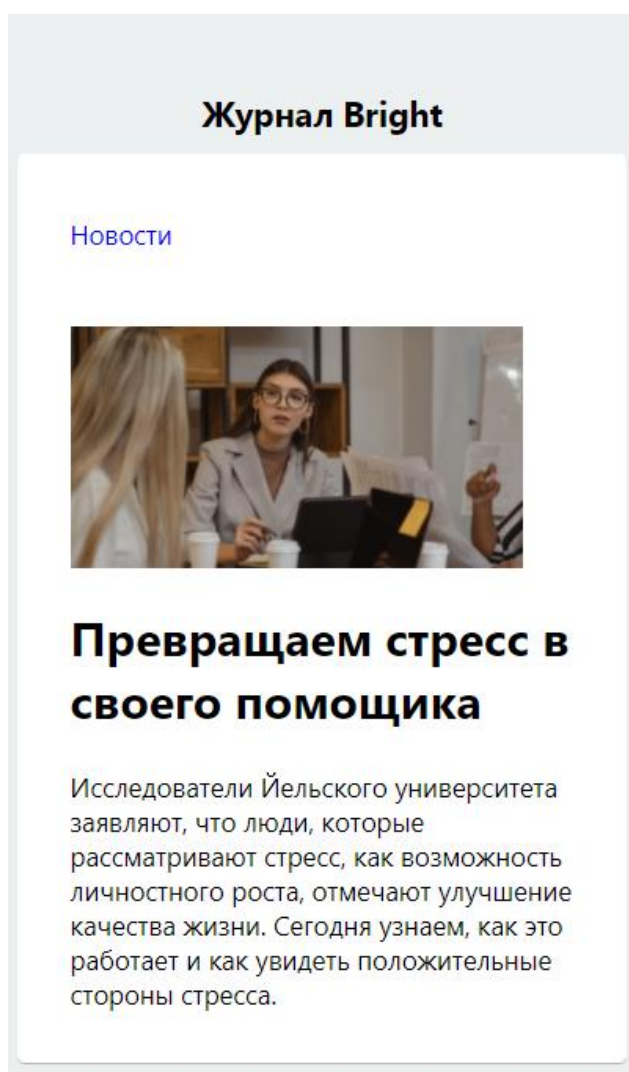 Журнал Bright
Новости
Превращаем стресс в
своего помощика
Исследователи Йельского университета
заявляют, что люди, которые
рассматривают стресс, как возможность
личностного роста, отмечают улучшение
качества жизни. Сегодня узнаем, как это
работает и как увидеть положительные
стороны стресса.